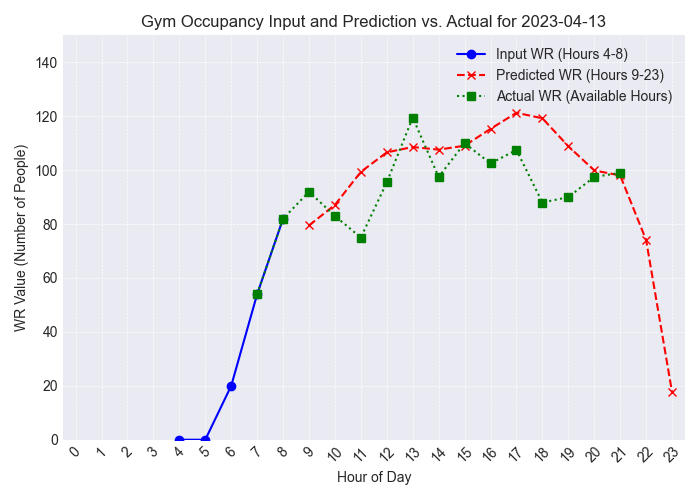 Gym Occupancy Input and Prediction vs. Actual for 2023-04-13
Input WR (Hours 4-8)
Predicted WR (Hours 9-23)
Actual WR (Available Hours)
WR Value (Number of People)
140
120
100
80
60
40
20
0
0 1 2 3 4 5 6 7 8 9 10 11 12 13 14 15 16 17 18 19 20 21 22 23
Hour of Day